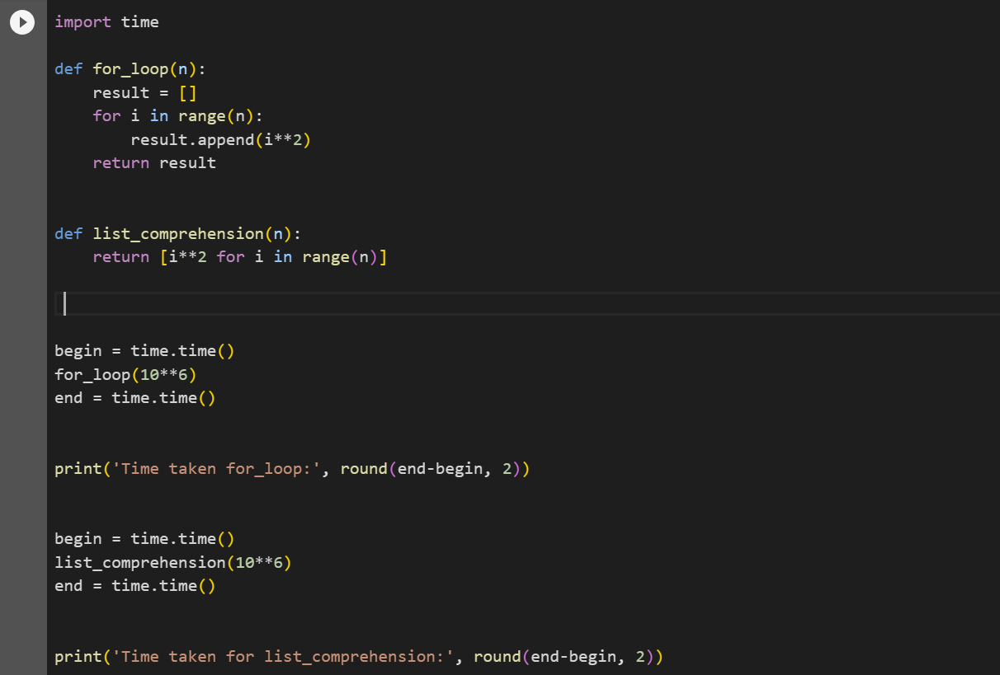 import time
def for_loop(n):
    result = []
    for i in range(n):
        result.append(i**2)
    return result
def list_comprehension(n):
    return [i**2 for i in range(n)]
begin = time.time()
for_loop(10**6)
end = time.time()
print('Time taken for_loop:', round(end-begin, 2))
begin = time.time()
list_comprehension(10**6)
end = time.time()
print('Time taken for list_comprehension:', round(end-begin, 2))